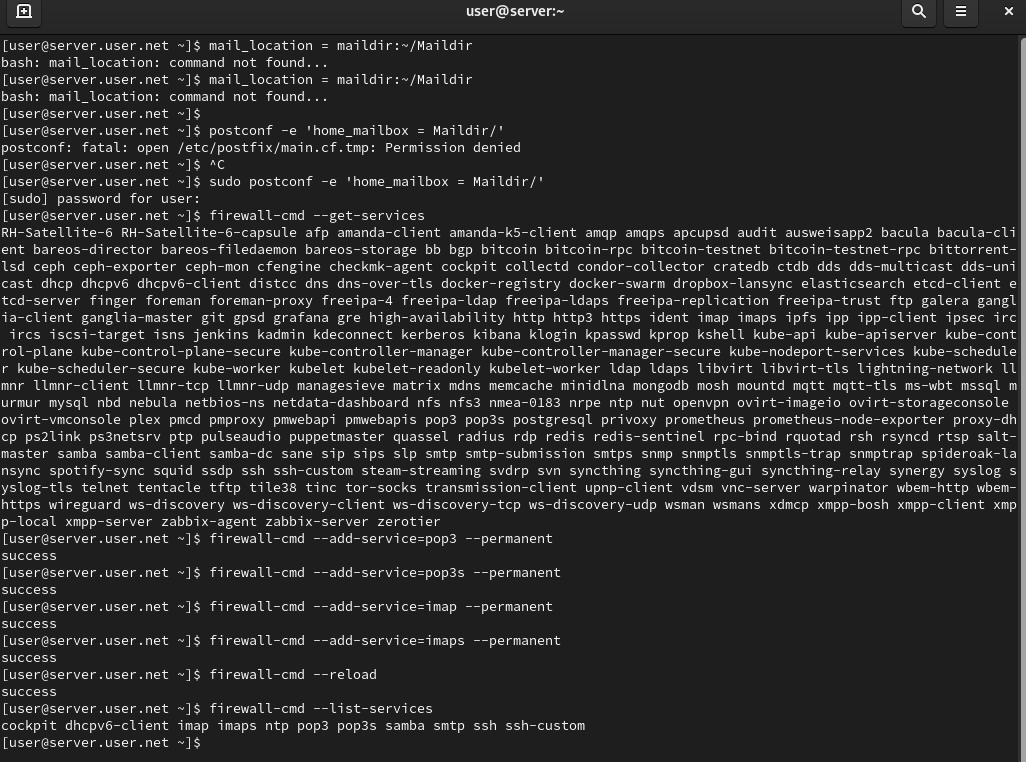 user@server:~
[user@server.user.net ~]$ mail_location = maildir:~/Maildir
bash: mail_location: command not found...
[user@server.user.net ~]$ mail_location = maildir:~/Maildir
bash: mail_location: command not found...
[user@server.user.net ~]$
[user@server.user.net ~]$ postconf -e 'home_mailbox = Maildir/'
postconf: fatal: open /etc/postfix/main.cf.tmp: Permission denied
[user@server.user.net ~]$ ^C
[user@server.user.net ~]$ sudo postconf -e 'home_mailbox = Maildir/'
[sudo] password for user:
[user@server.user.net ~]$ firewall-cmd --get-services
RH-Satellite-6 RH-Satellite-6-capsule afp amanda-client amanda-k5-client amqp amqps apcupsd audit ausweisapp2 bacula bacula-cli
ent bareos-director bareos-filedaemon bareos-storage bb bgp bitcoin bitcoin-rpc bitcoin-testnet bitcoin-testnet-rpc bittorrent-
lsd ceph ceph-exporter ceph-mon cfengine checkmk-agent cockpit collectd condor-collector cratedb ctdb dds dds-multicast dds-uni
cast dhcp dhcpv6 dhcpv6-client distcc dns dns-over-tls docker-registry docker-swarm dropbox-lansync elasticsearch etcd-client e
tcd-server finger foreman foreman-proxy freeipa-4 freeipa-ldap freeipa-ldaps freeipa-replication freeipa-trust ftp galera gangl
ia-client ganglia-master git gpsd grafana gre high-availability http http3 https ident imap imaps ipfs ipp ipp-client ipsec irc
ircs iscsi-target isns jenkins kadmin kdeconnect kerberos kibana klogin kpasswd kprop kshell kube-api kube-apiserver kube-cont
rol-plane kube-control-plane-secure kube-controller-manager kube-controller-manager-secure kube-nodeport-services kube-schedule
r kube-scheduler-secure kube-worker kubelet kubelet-readonly kubelet-worker ldap ldaps libvirt libvirt-tls lightning-network ll
mnr llmnr-client llmnr-tcp llmnr-udp managesieve matrix mdns memcache minidlna mongodb mosh mountd mqtt mqtt-tls ms-wbt mssql m
urmur mysql nbd nebula netbios-ns netdata-dashboard nfs nfs3 nmea-0183 nrpe ntp nut openvpn ovirt-imageio ovirt-storageconsole
ovirt-vmconsole plex pmcd pmproxy pmwebapi pmwebapis pop3 pop3s postgresql privoxy prometheus prometheus-node-exporter proxy-dh
cp ps2link ps3netsrv ptp pulseaudio puppetmaster quassel radius rdp redis redis-sentinel rpc-bind rquotad rsh rsyncd rtsp salt-
master samba samba-client samba-dc sane sip sips slp smtp smtp-submission smtps snmp snmptls snmptls-trap snmptrap spideroak-la
nsync spotify-sync squid ssdp ssh ssh-custom steam-streaming svdrp svn syncthing syncthing-gui syncthing-relay synergy syslog s
yslog-tls telnet tentacle tftp tile38 tinc tor-socks transmission-client upnp-client vdsm vnc-server warpinator wbem-http wbem-
https wireguard ws-discovery ws-discovery-client ws-discovery-tcp ws-discovery-udp wsman wsmans xdmcp xmpp-bosh xmpp-client xmp
p-local xmpp-server zabbix-agent zabbix-server zerotier
[user@server.user.net ~]$ firewall-cmd --add-service=pop3 --permanent
success
[user@server.user.net ~]$ firewall-cmd --add-service=pop3s --permanent
success
[user@server.user.net ~]$ firewall-cmd --add-service=imap --permanent
success
[user@server.user.net ~]$ firewall-cmd --add-service=imaps --permanent
success
[user@server.user.net ~]$ firewall-cmd --reload
success
[user@server.user.net ~]$ firewall-cmd --list-services
cockpit dhcpv6-client imap imaps ntp pop3 pop3s samba smtp ssh ssh-custom
[user@server.user.net ~]$